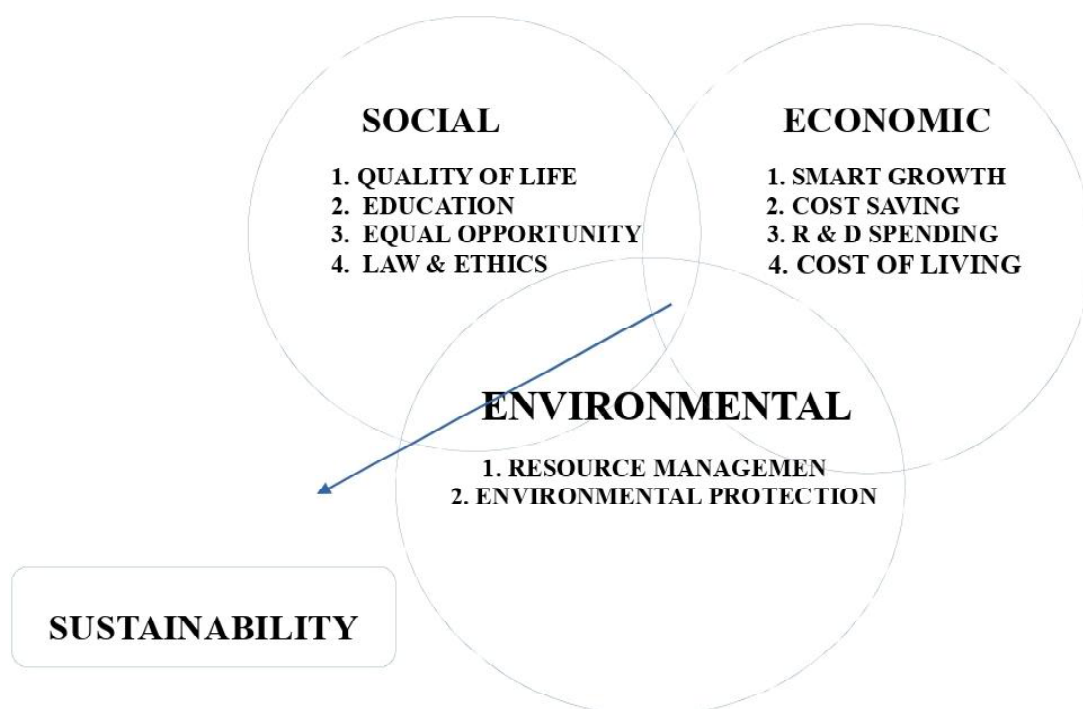 SOCIAL
1. QUALITY OF LIFE
2. EDUCATION
3. EQUAL OPPORTUNITY
4. LAW & ETHICS
ECONOMIC
1. SMART GROWTH
2. COST SAVING
3. R & D SPENDING
4. COST OF LIVING
ENVIRONMENTAL
1. RESOURCE MANAGEMEN
2. ENVIRONMENTAL PROTECTION
SUSTAINABILITY